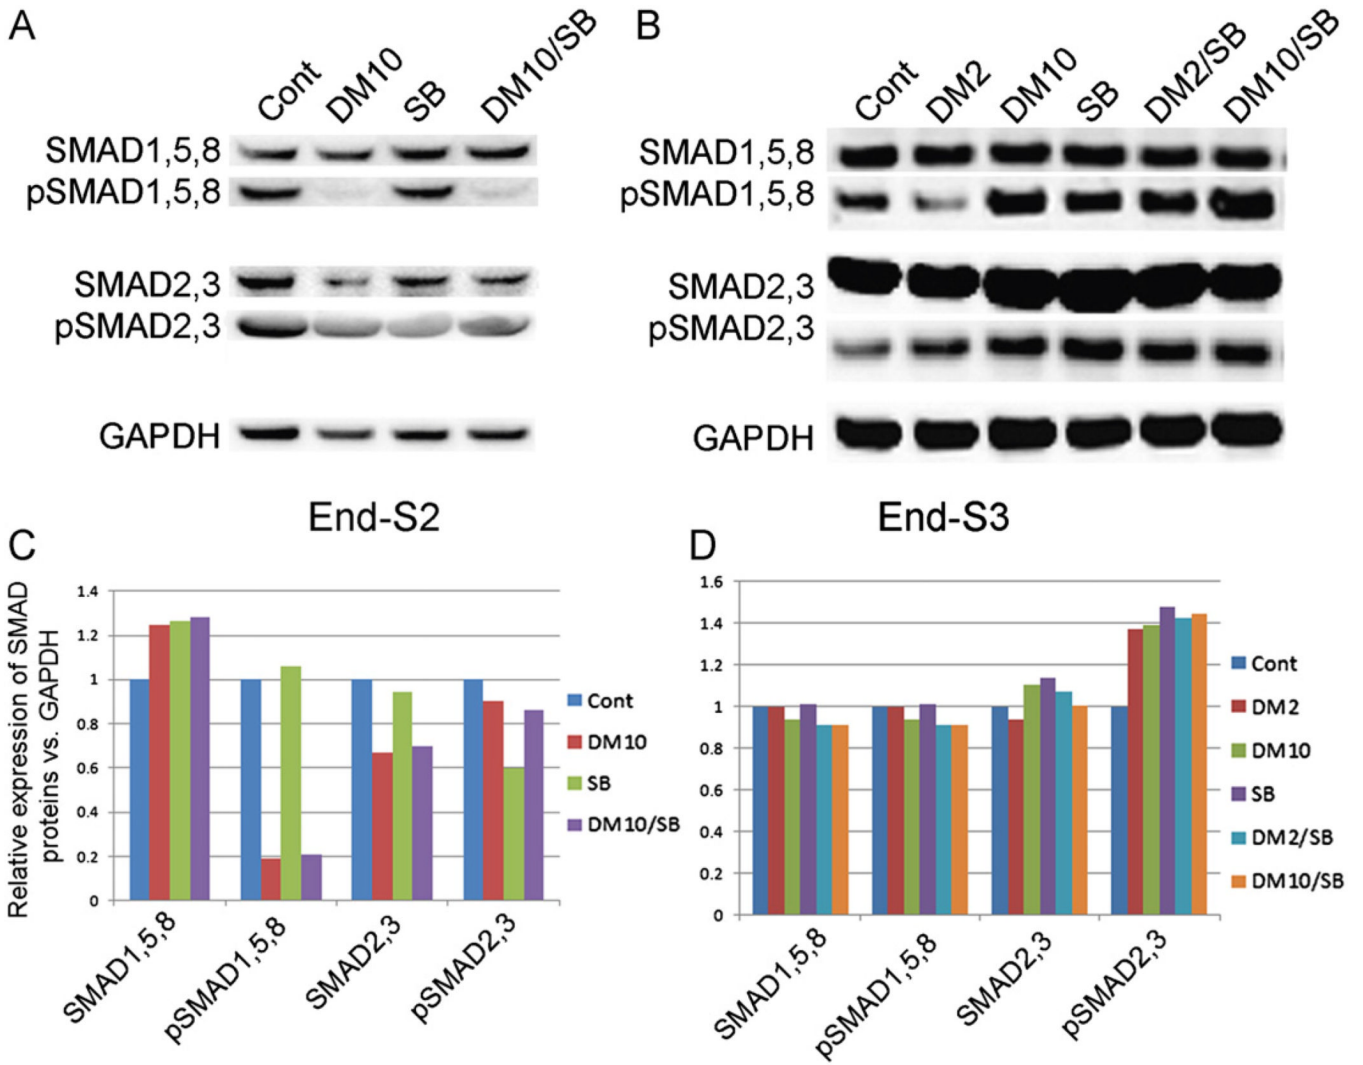 A
Cont DM10 SB DM10/SB
SMAD1,5,8
pSMAD1,5,8
SMAD2,3
pSMAD2,3
GAPDH
End-S2
B
Cont DM2 DM10 SB DM2/SB DM10/SB
SMAD1,5,8
pSMAD1,5,8
SMAD2,3
pSMAD2,3
GAPDH
End-S3
C
Relative expression of SMAD
proteins vs. GAPDH
1.4
1.2
1
0.8
0.6
0.4
0.2
0
SMAD1,5,8 pSMAD1,5,8 SMAD2,3 pSMAD2,3
Cont
DM10
SB
DM10/SB
D
1.6
1.4
1.2
1
0.8
0.6
0.4
0.2
0
SMAD1,5,8 pSMAD1,5,8 SMAD2,3 pSMAD2,3
Cont
DM2
DM10
SB
DM2/SB
DM10/SB